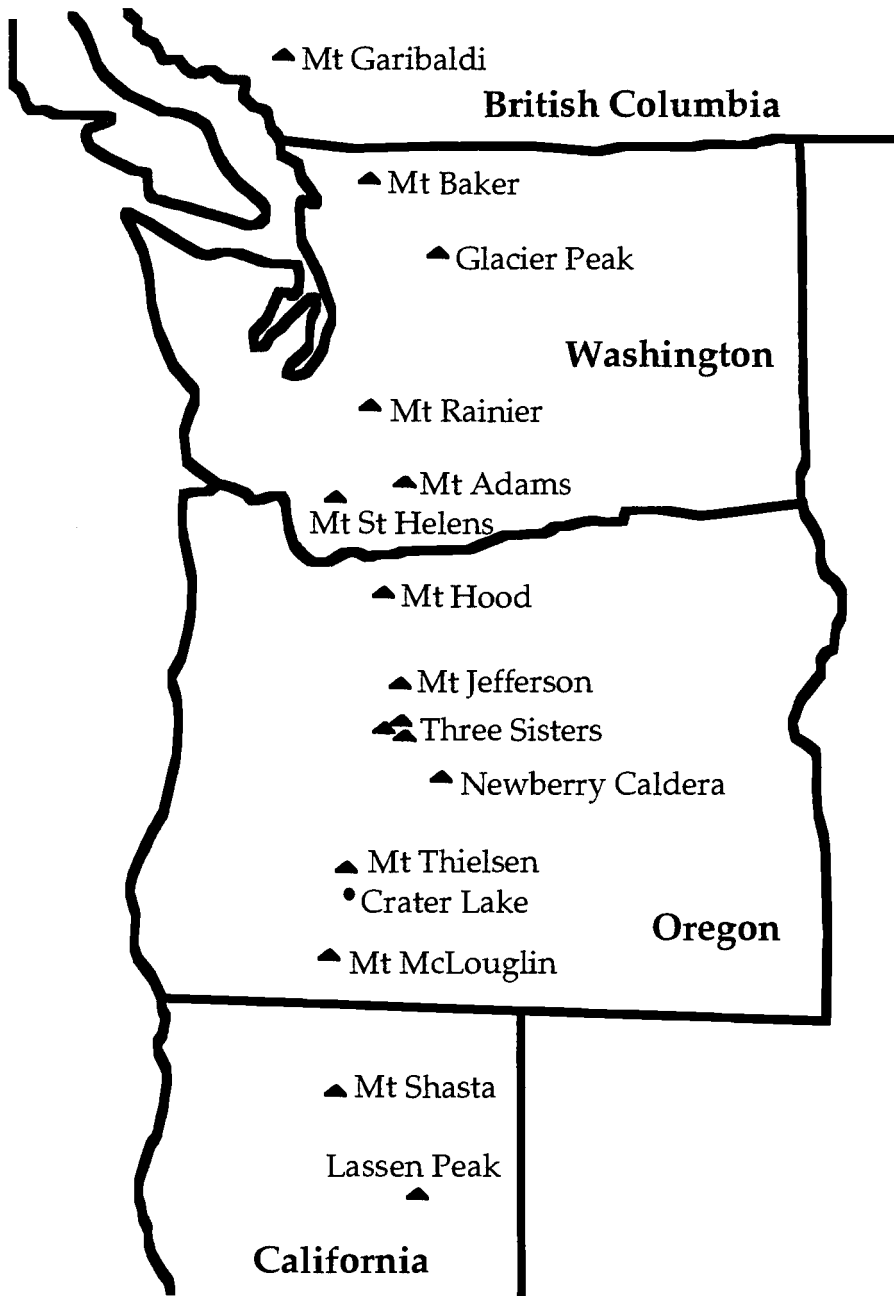 Mt Garibaldi
British Columbia
Mt Baker
Glacier Peak
Washington
Mt Rainier
Mt Adams
Mt St Helens
Mt Hood
Mt Jefferson
Three Sisters
Newberry Caldera
Mt Thielsen
Crater Lake
Oregon
Mt McLouglin
Mt Shasta
Lassen Peak
California